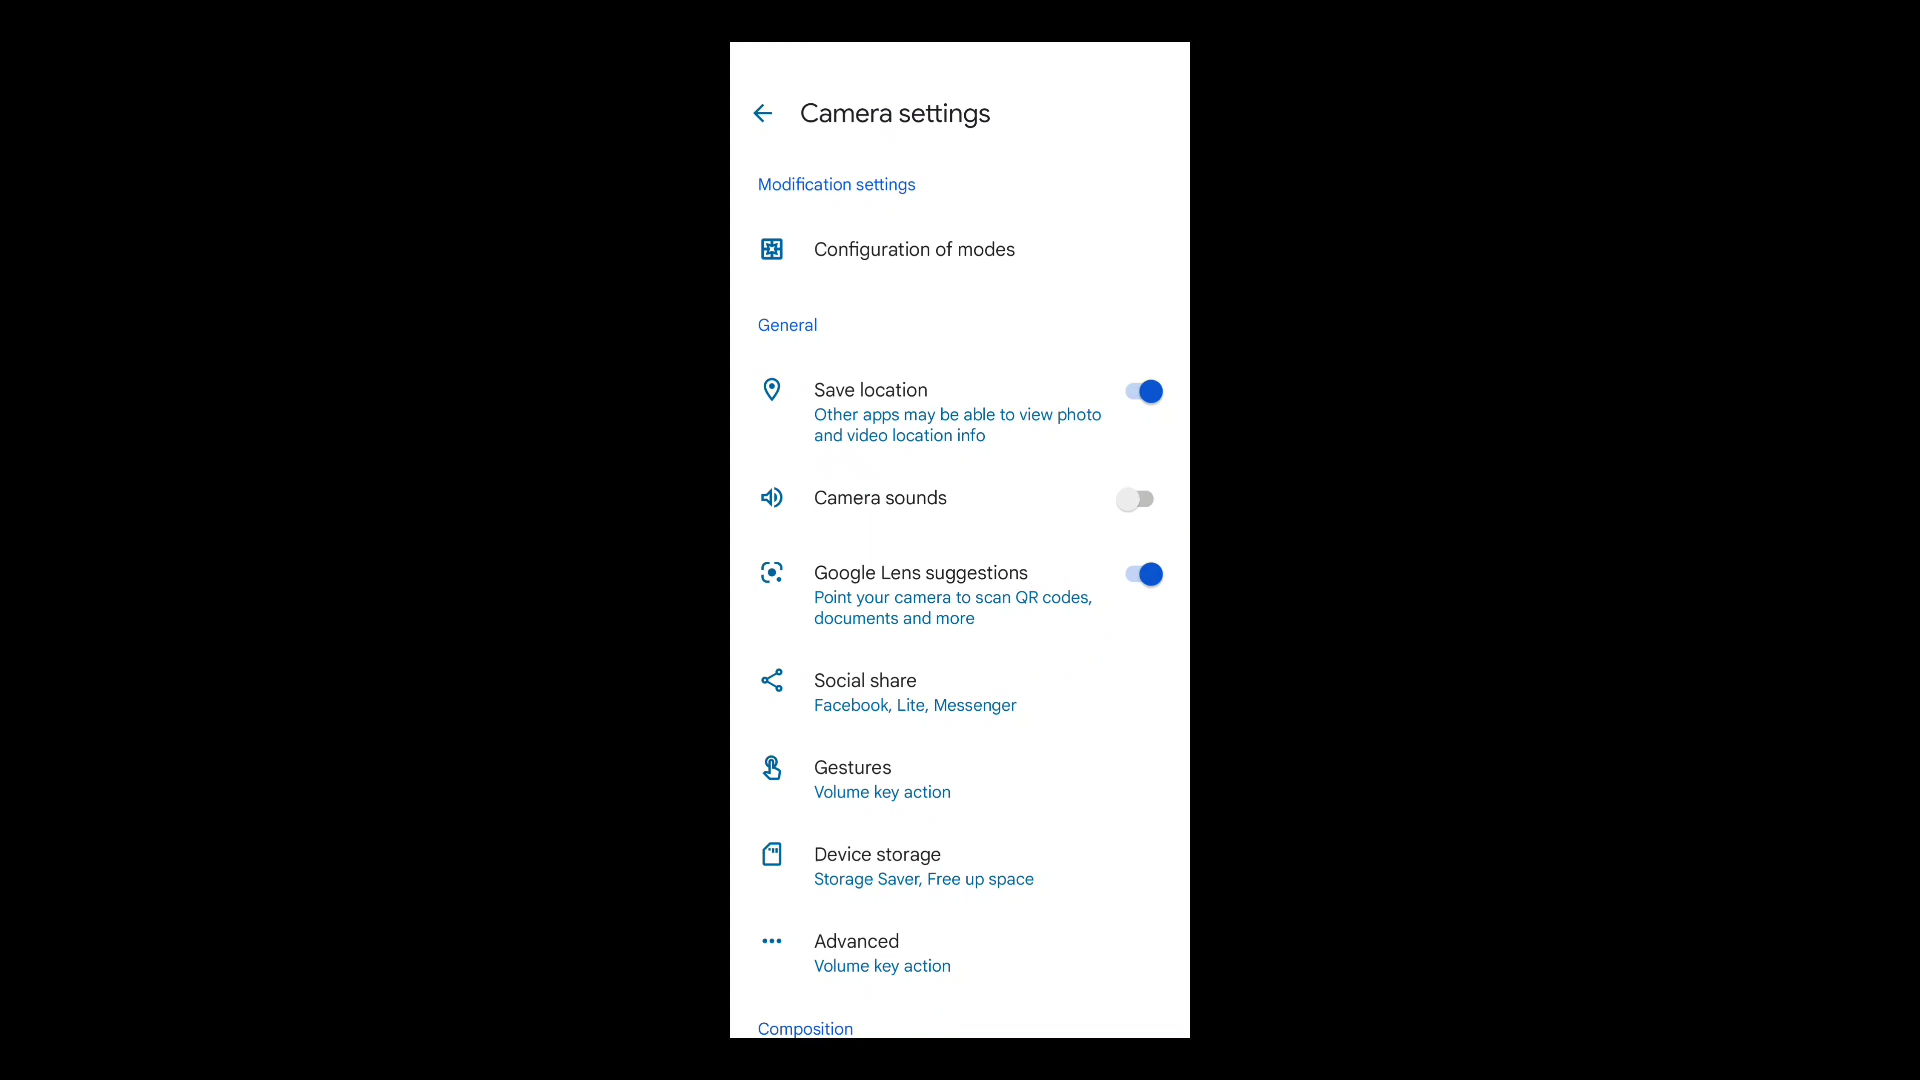 Camera settings
Modification settings
Configuration of modes
General
Save location
Other apps may be able to view photo
and video location info
Camera sounds
Google Lens suggestions
Point your camera to scan QR codes,
documents and more
Social share
Facebook, Lite, Messenger
Gestures
Volume key action
Device storage
Storage Saver, Free up space
Advanced
Volume key action
Composition